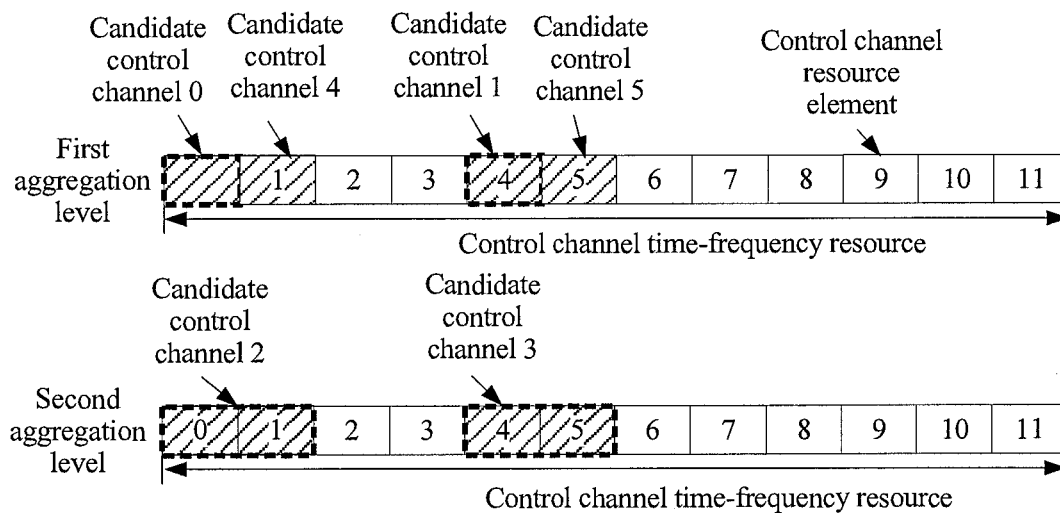 Candidate control channel 0
Candidate control channel 4
Candidate control channel 1
Candidate control channel 5
Control channel resource element
First aggregation level
1 2 3 4 5 6 7 8 9 10 11
Control channel time-frequency resource
Candidate control channel 2
Candidate control channel 3
Second aggregation level
0 1 2 3 4 5 6 7 8 9 10 11
Control channel time-frequency resource